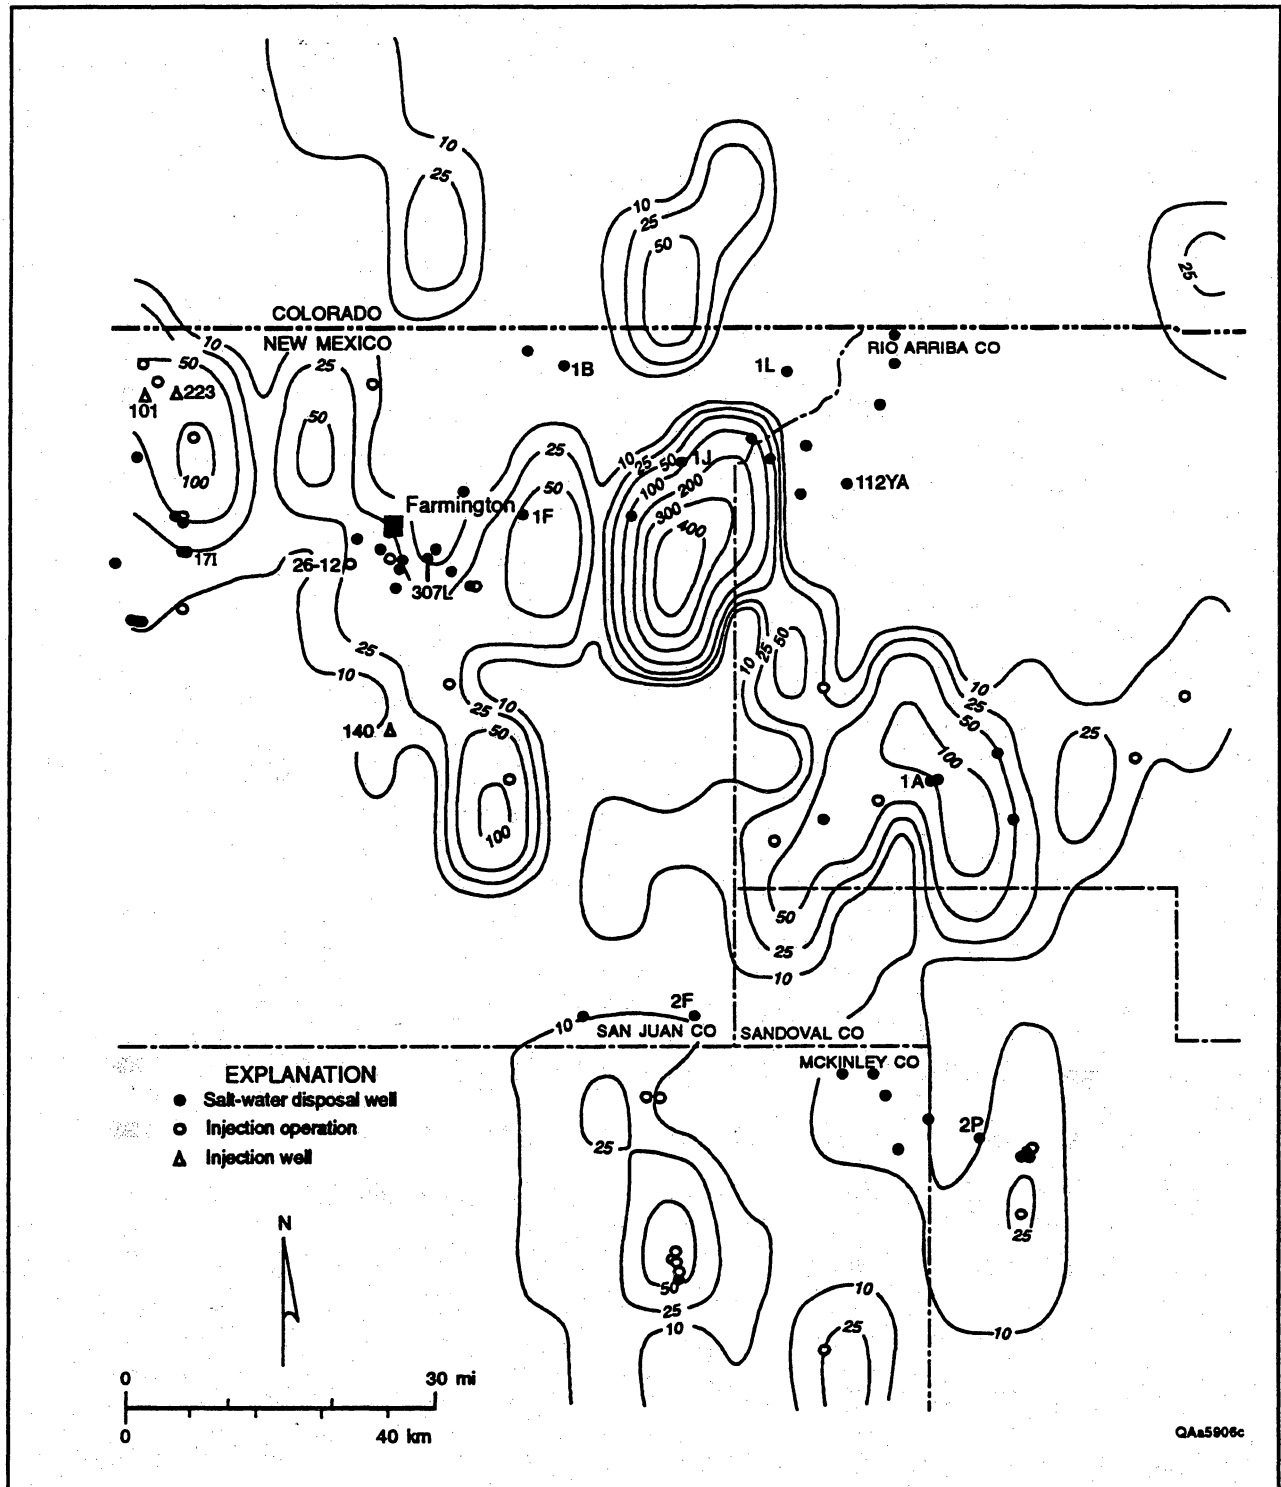 10
25
10
25
50
25
COLORADO
NEW MEXICO
RIO ARRIBA CO
10
50
25
1B
1L
223
101
50
100
25
50
10
25
50
1J
100
200
300
400
112YA
Farmington
1F
17I
26-12
307L
25
10
10
25
50
140
10
25
50
100
10
25
50
25
100
1A
50
25
10
2F
10
SAN JUAN CO
SANDOVAL CO
MCKINLEY CO
EXPLANATION
Salt-water disposal well
Injection operation
Injection well
25
2P
25
N
50
25
10
10
25
10
0
30 mi
0
40 km
QAa5906c